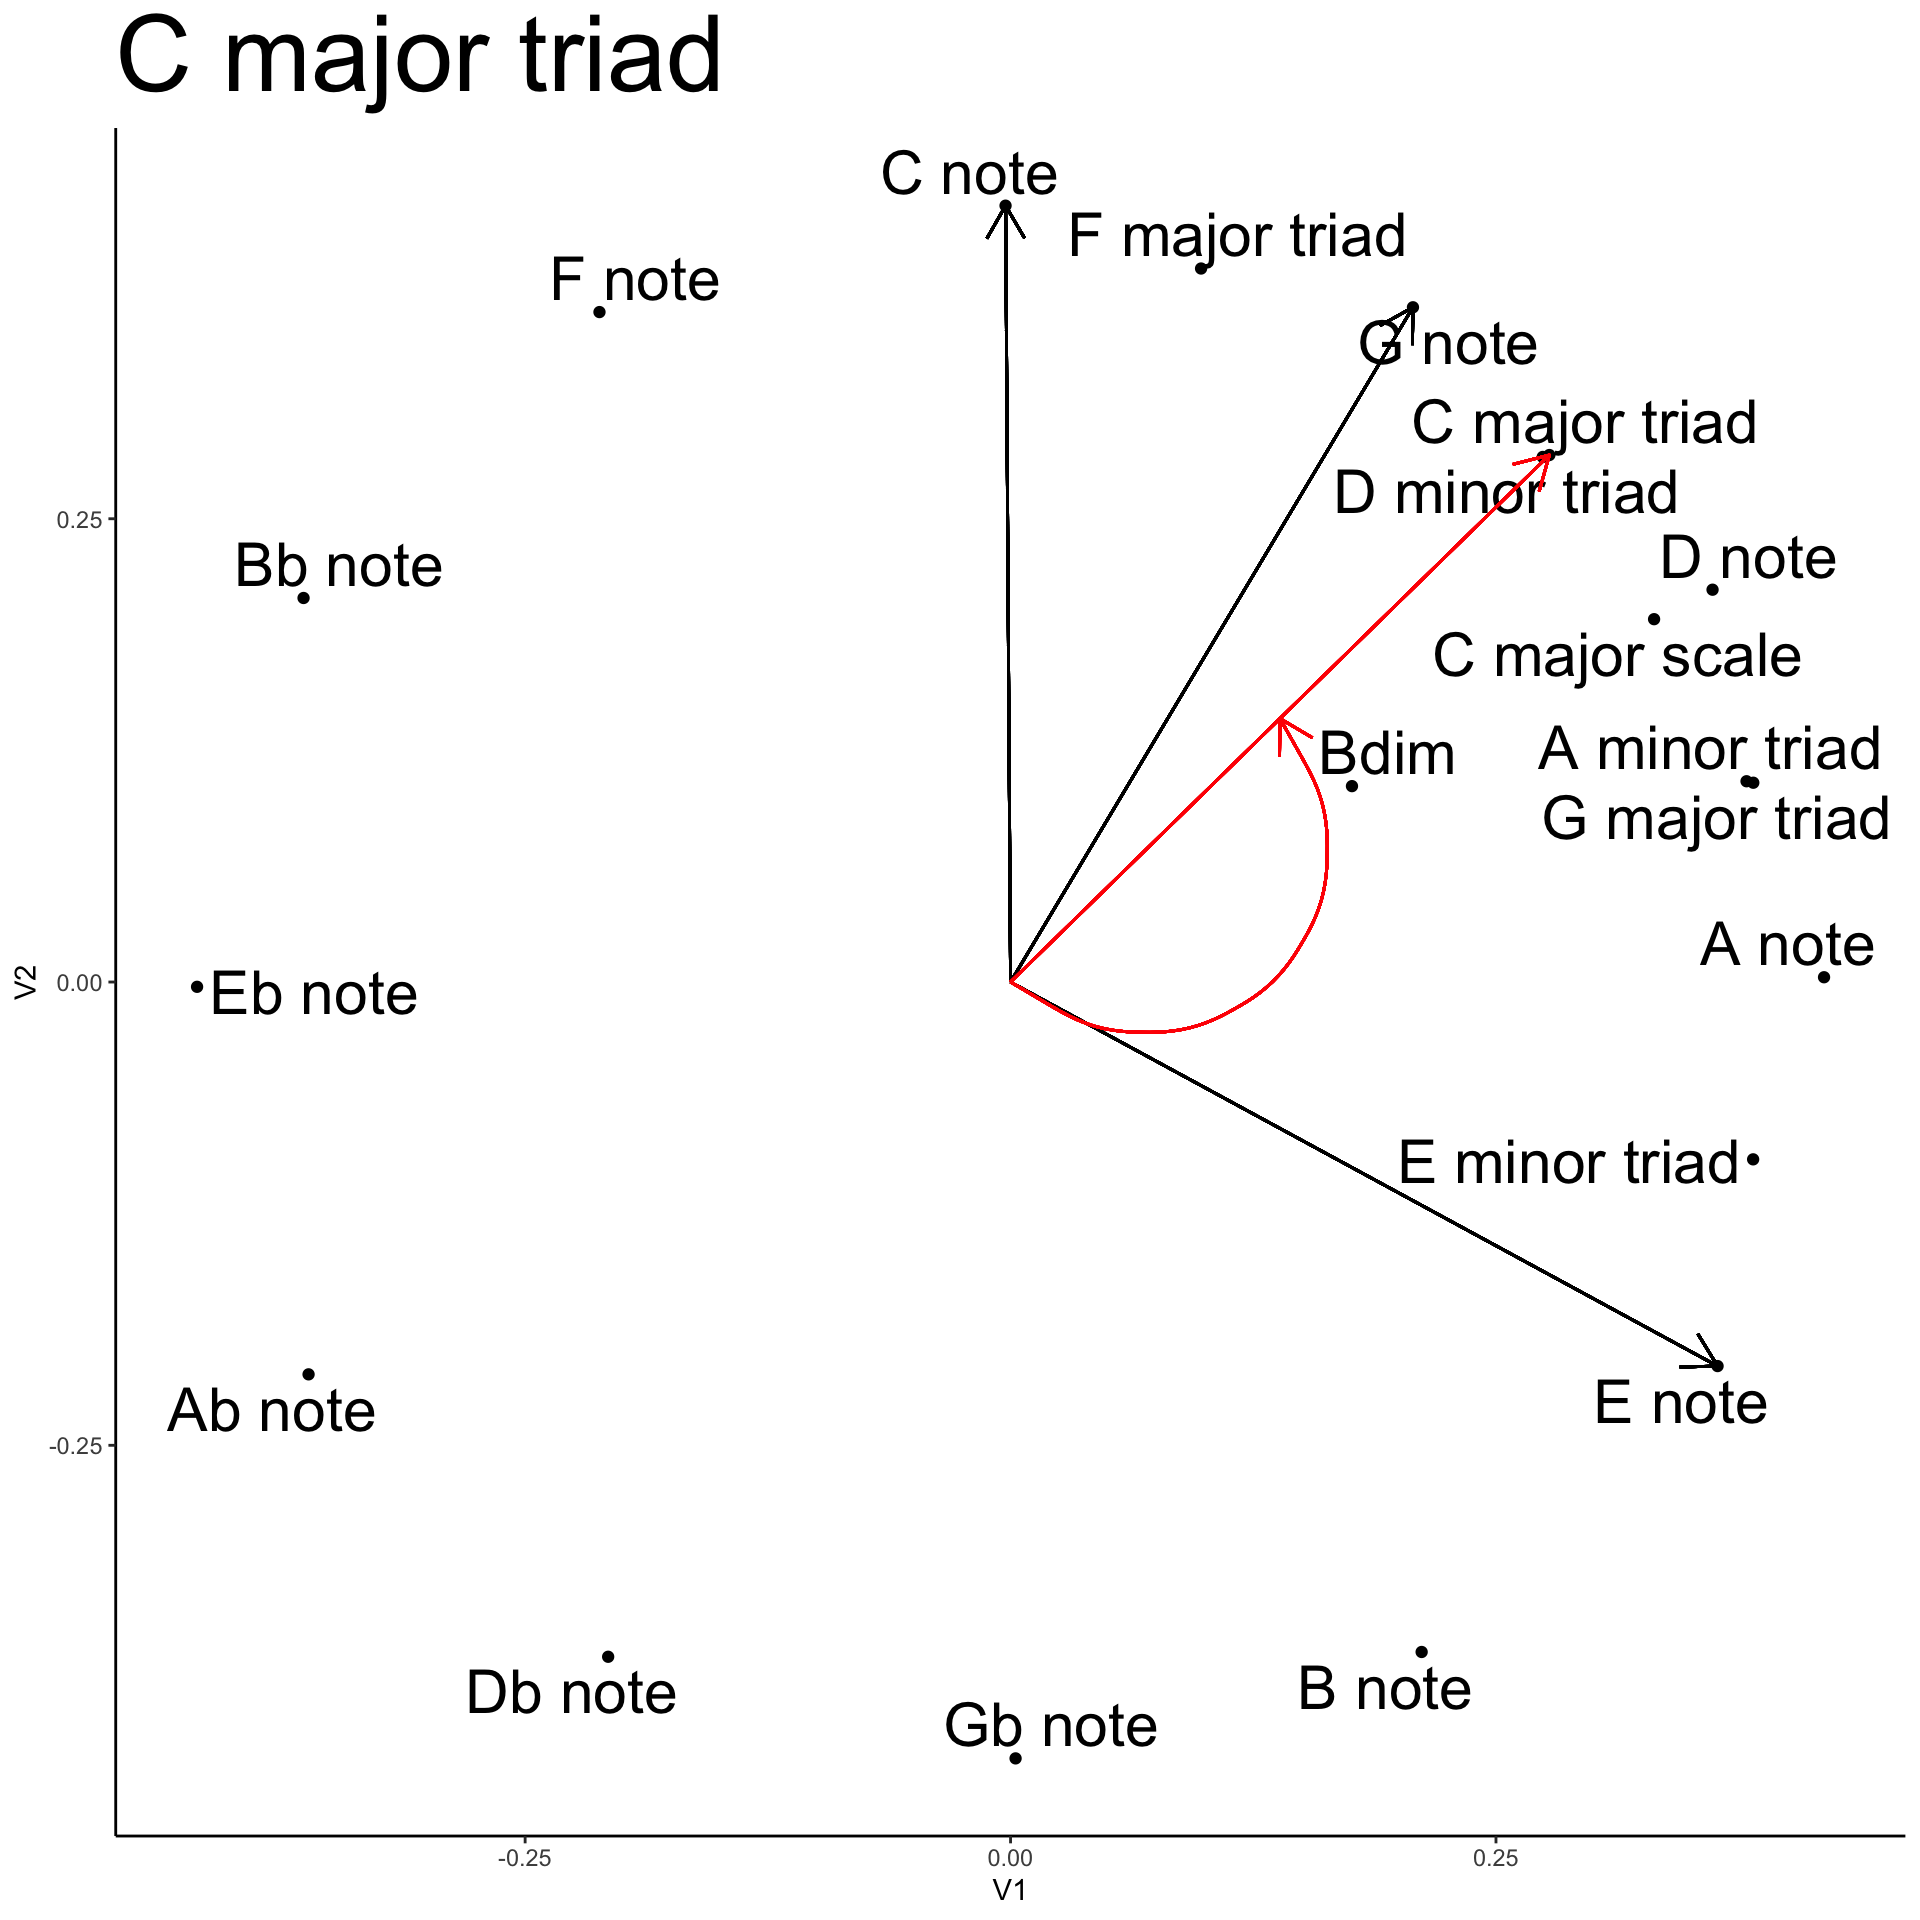 C major triad
C note
F major triad
F note
G note
C major triad
D minor triad
0.25
D note
Bb note
C major scale
A minor triad
Bdim
G major triad
A note
V2
0.00
Eb note
E minor triad
E note
Ab note
-0.25
B note
Db note
Gb note
-0.25
0.00
0.25
V1